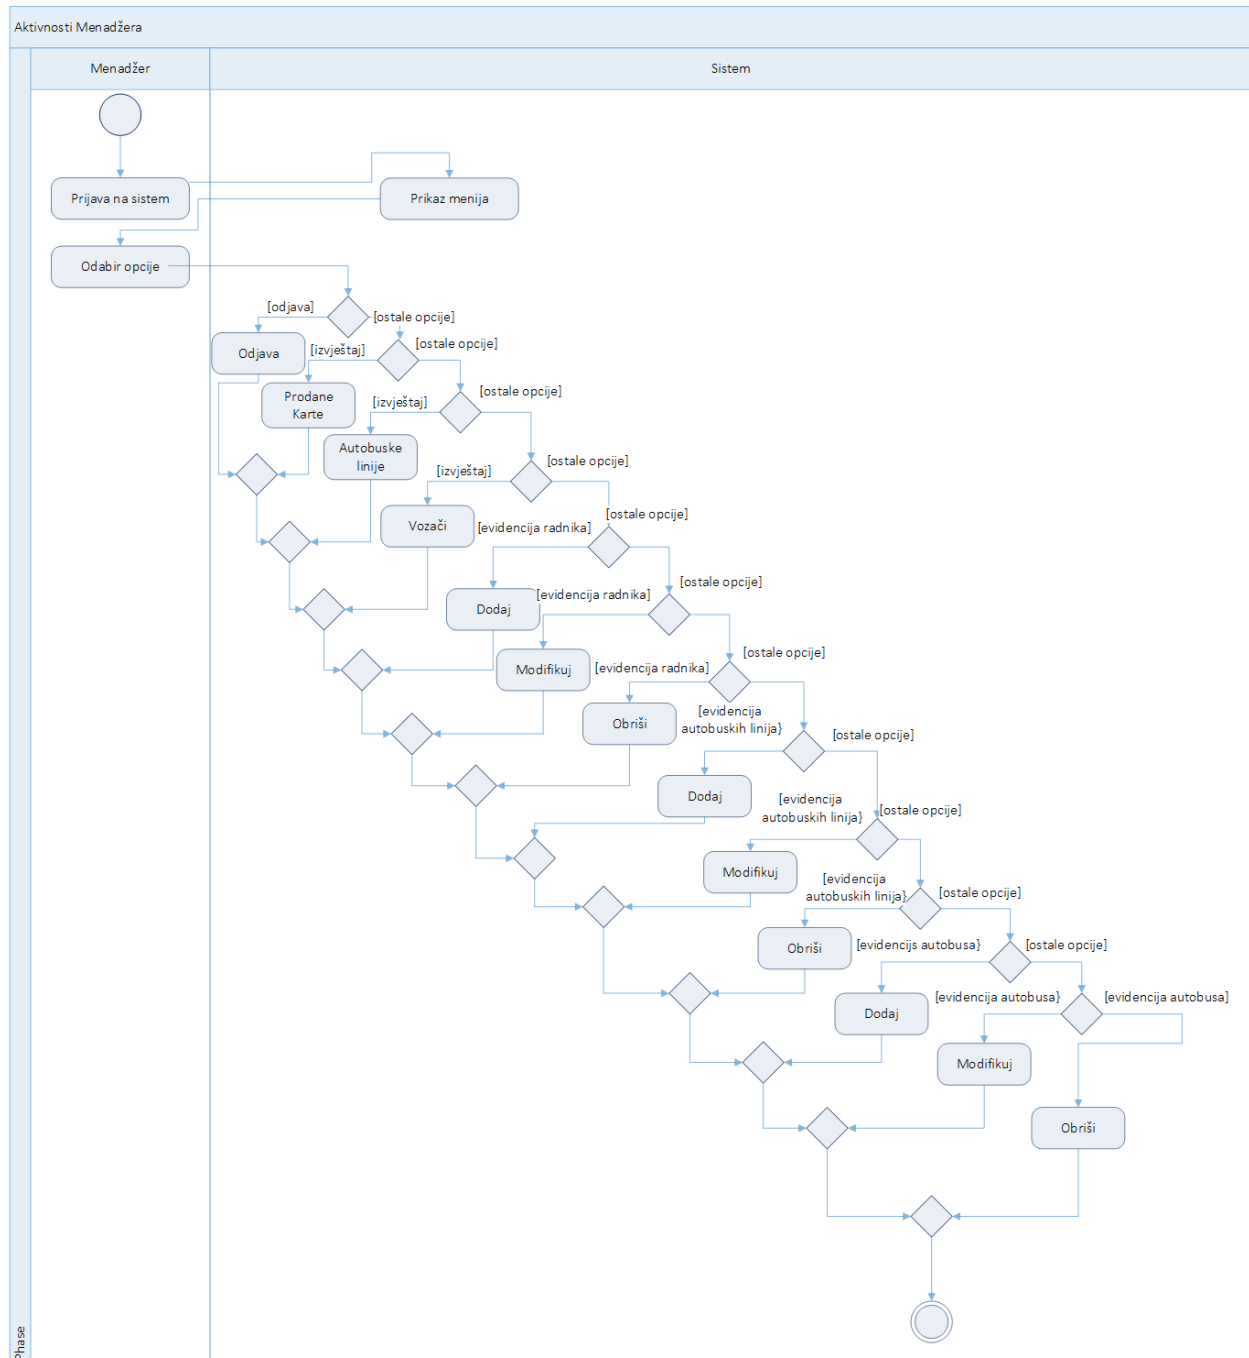 Aktivnosti Menadžera
Menadžer
Sistem
Prijava na sistem
Prikaz menija
Odabir opcije
[odjava]
[ostale opcije]
Odjava
[izvještaj]
[ostale opcije]
Prodane
Karte
[izvještaj]
[ostale opcije]
Autobuske
linije
[izvještaj]
[ostale opcije]
Vozači
[evidencija radnika]
[ostale opcije]
Dodaj
[evidencija radnika]
[ostale opcije]
Modifikuj
[evidencija radnika]
[ostale opcije]
Obriši
[evidencija
autobuskih linija}
[ostale opcije]
Dodaj
[evidencija
autobuskih linija}
[ostale opcije]
Modifikuj
[evidencija
autobuskih linija}
[ostale opcije]
Obriši
[evidencijs autobusa}
[ostale opcije]
Dodaj
[evidencija autobusa}
[evidencija autobusa]
Modifikuj
Obriši
Phase